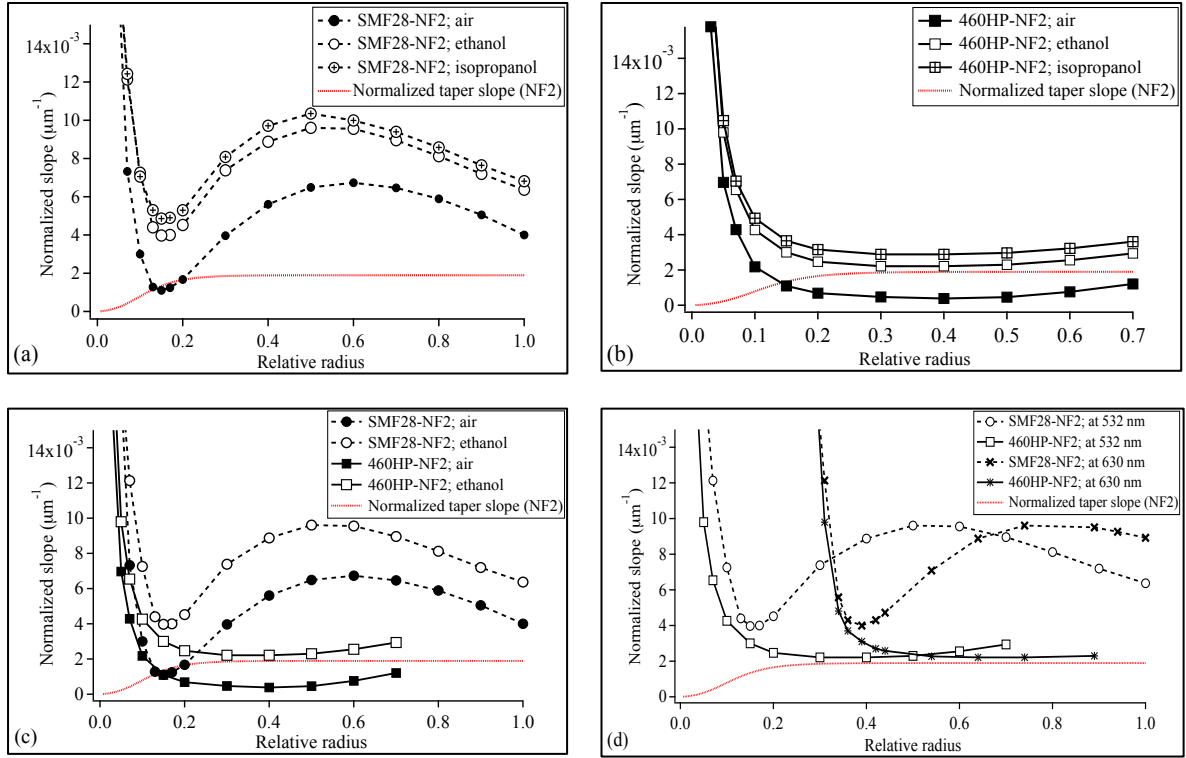 SMF28-NF2; air
SMF28-NF2; ethanol
SMF28-NF2; isopropanol
Normalized taper slope (NF2)
14x10-3
12
10
8
6
4
2
0
Normalized slope (μm-1)
0.0 0.2 0.4 0.6 0.8 1.0
Relative radius
(a)
460HP-NF2; air
460HP-NF2; ethanol
460HP-NF2; isopropanol
Normalized taper slope (NF2)
14x10-3
12
10
8
6
4
2
0
Normalized slope (μm-1)
0.0 0.1 0.2 0.3 0.4 0.5 0.6 0.7
Relative radius
(b)
SMF28-NF2; air
SMF28-NF2; ethanol
460HP-NF2; air
460HP-NF2; ethanol
Normalized taper slope (NF2)
14x10-3
12
10
8
6
4
2
0
Normalized slope (μm-1)
0.0 0.2 0.4 0.6 0.8 1.0
Relative radius
(c)
SMF28-NF2; at 532 nm
460HP-NF2; at 532 nm
SMF28-NF2; at 630 nm
460HP-NF2; at 630 nm
Normalized taper slope (NF2)
14x10-3
12
10
8
6
4
2
0
Normalized slope (μm-1)
0.0 0.2 0.4 0.6 0.8 1.0
Relative radius
(d)